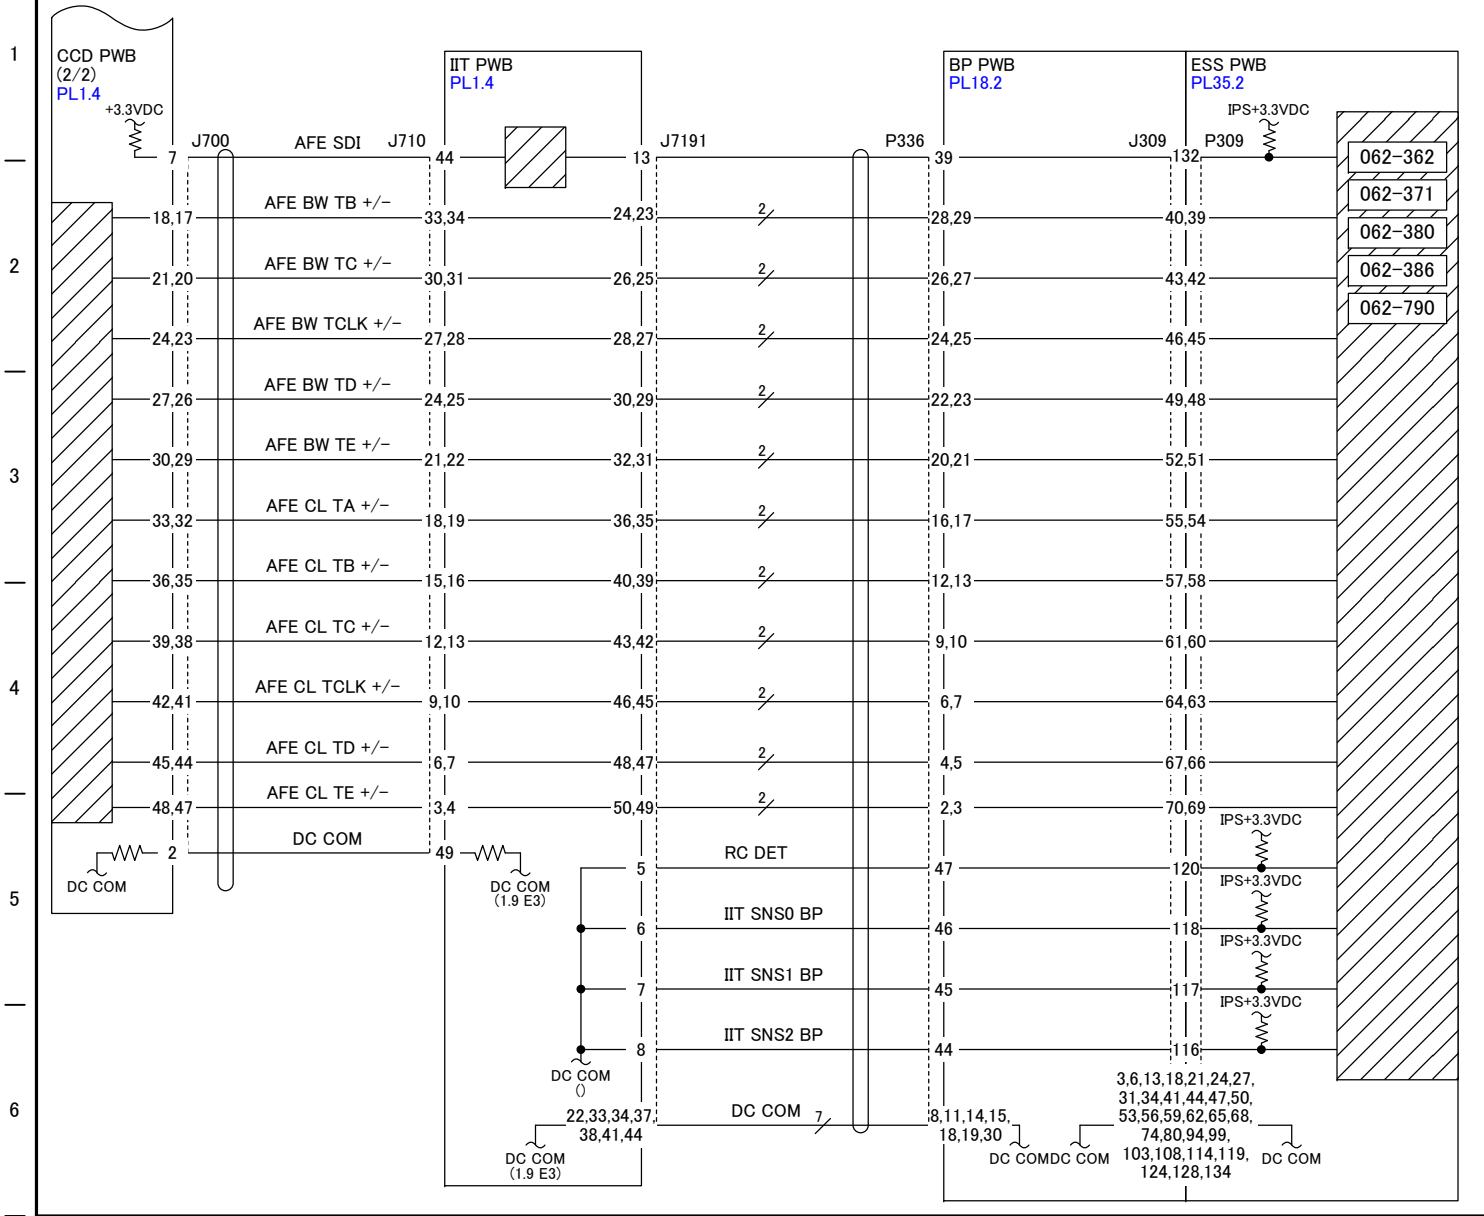 1
CCD PWB
(2/2)
PL1.4
+3.3VDC
IIT PWB
PL1.4
BP PWB
PL18.2
ESS PWB
PL35.2
IPS+3.3VDC
J700 AFE SDI J710 J7191 P336 J309 P309
7 44 13 39 132 062-362
062-371
AFE BW TB +/- 2
18,17 33,34 24,23 28,29 40,39
062-380
2 AFE BW TC +/- 2
062-386
21,20 30,31 26,25 26,27 43,42
062-790
AFE BW TCLK +/- 2
24,23 27,28 28,27 24,25 46,45
AFE BW TD +/- 2
27,26 24,25 30,29 22,23 49,48
AFE BW TE +/- 2
30,29 21,22 32,31 20,21 52,51
3
AFE CL TA +/- 2
33,32 18,19 36,35 16,17 55,54
AFE CL TB +/- 2
36,35 15,16 40,39 12,13 57,58
AFE CL TC +/- 2
39,38 12,13 43,42 9,10 61,60
4 AFE CL TCLK +/- 2
42,41 9,10 46,45 6,7 64,63
AFE CL TD +/- 2
45,44 6,7 48,47 4,5 67,66
AFE CL TE +/- 2
48,47 3,4 50,49 2,3 70,69
IPS+3.3VDC
DC COM
2 49
RC DET
5 47 120
DC COM
DC COM
(1.9 E3)
IPS+3.3VDC
5
IIT SNS0 BP
6 46 118
IPS+3.3VDC
IIT SNS1 BP
7 45 117
IPS+3.3VDC
IIT SNS2 BP
8 44 116
DC COM
()
6
DC COM 7
22,33,34,37,
38,41,44
8,11,14,15,
18,19,30
3,6,13,18,21,24,27,
31,34,41,44,47,50,
53,56,59,62,65,68,
74,80,94,99,
103,108,114,119,
124,128,134
DC COM
(1.9 E3)
DC COM DC COM DC COM